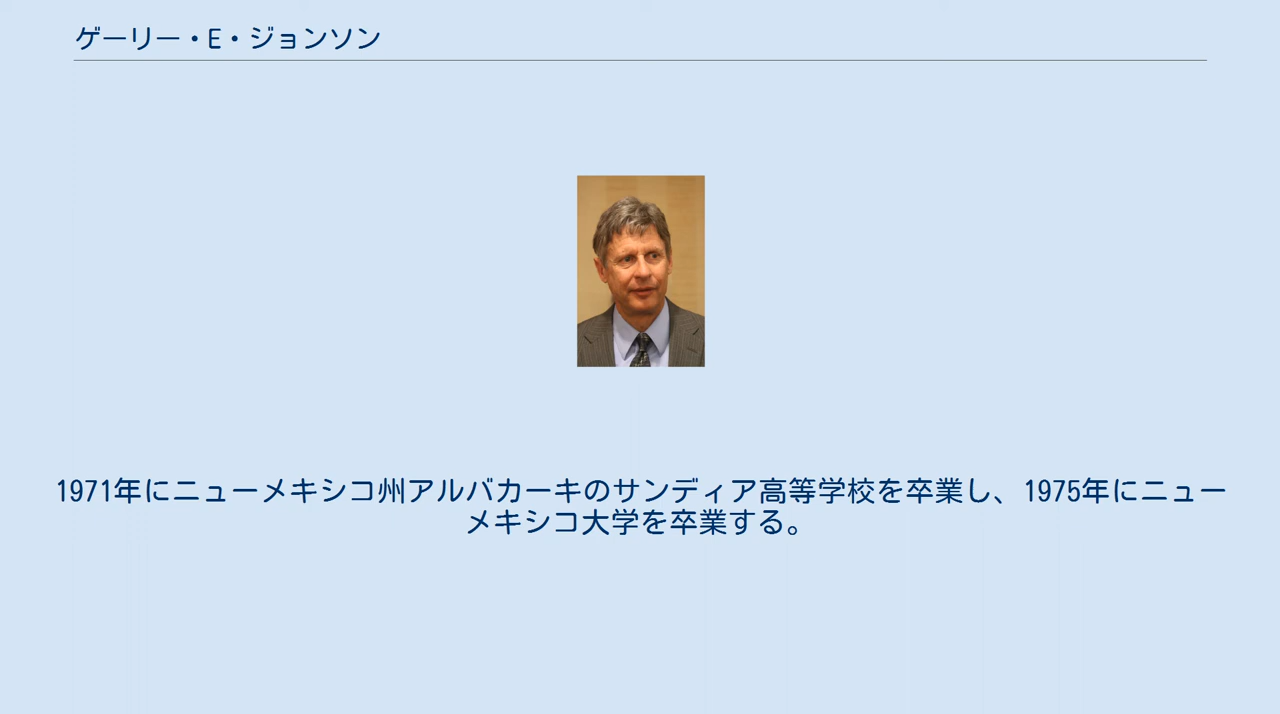 ゲーリー・E・ジョンソン
1971年にニューメキシコ州アルバカーキのサンディア高等学校を卒業し、1975年にニュー
メキシコ大学を卒業する。